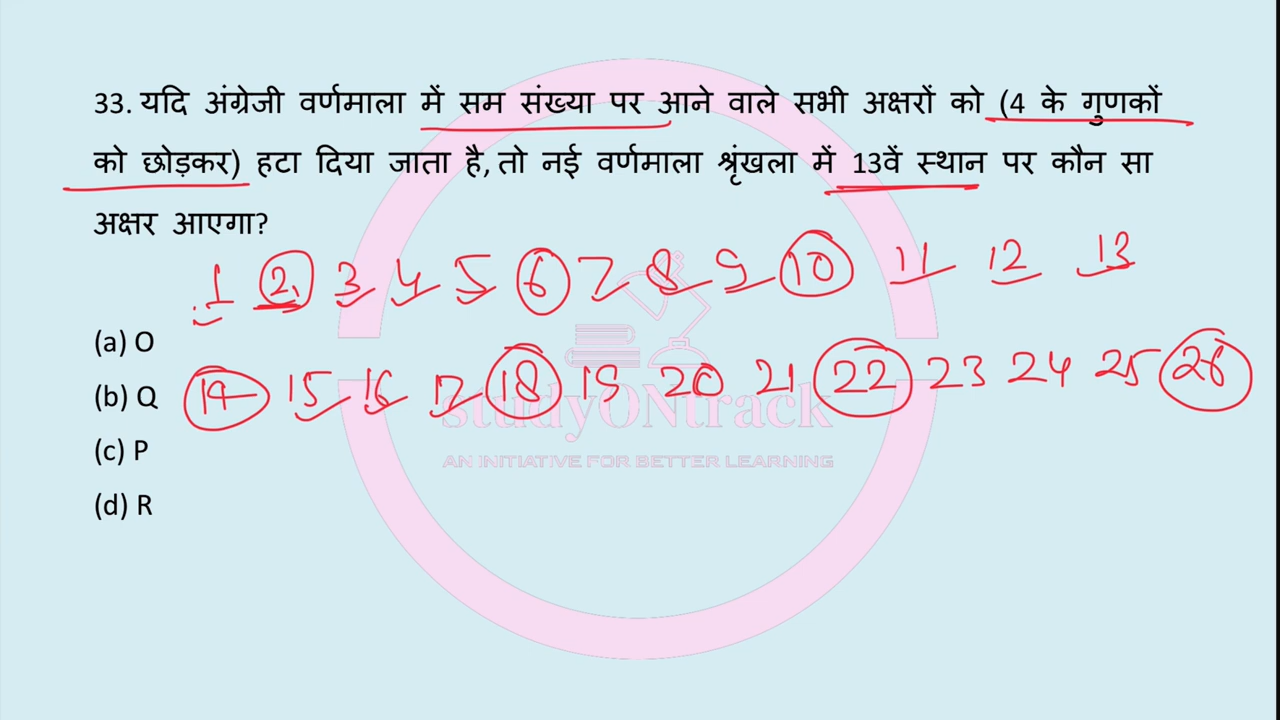 33. यदि अंग्रेजी वर्णमाला में सम संख्या पर आने वाले सभी अक्षरों को (4 के गुणकों
को छोड़कर) हटा दिया जाता है, तो नई वर्णमाला श्रृंखला में 13वें स्थान पर कौन सा
अक्षर आएगा?
1 2 3 4 5 6 7 8 9 10 11 12 13
(a) O
14 15 16 17 18 19 20 21 22 23 24 25 26
(b) Q
studyONtrack
(c) P
AN INITIATIVE FOR BETTER LEARNING
(d) R